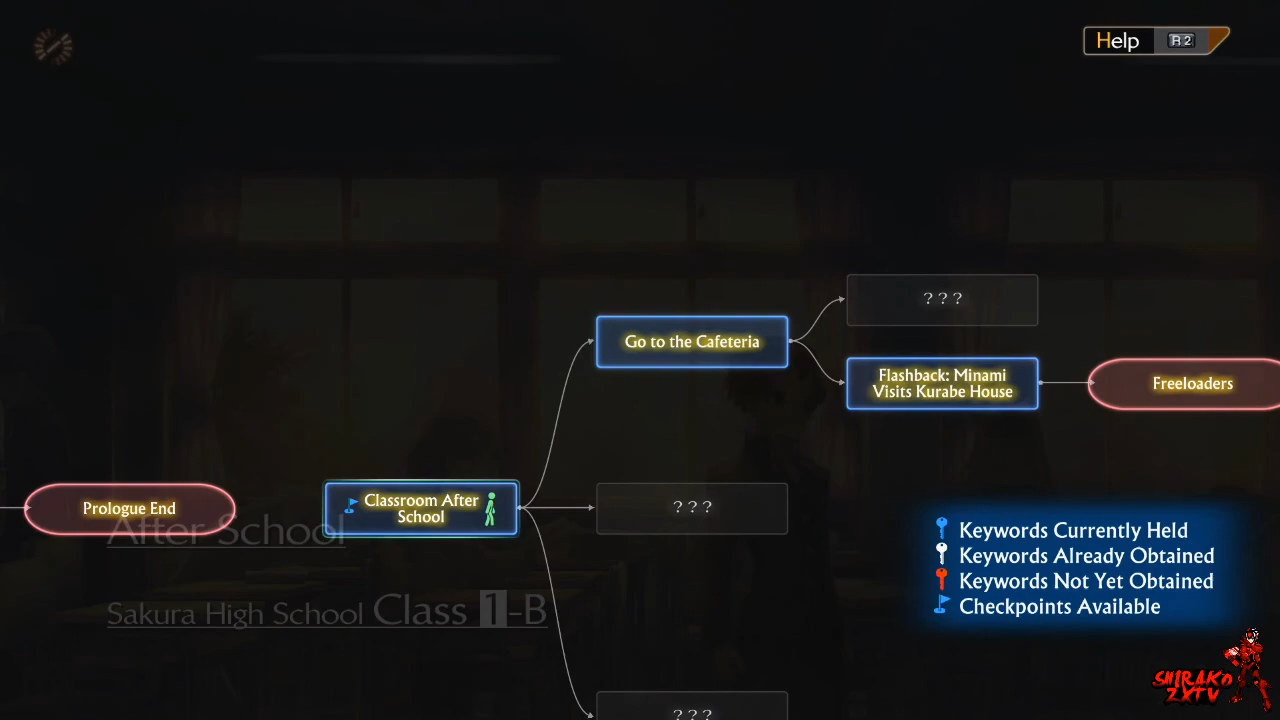 Help R2
? ? ?
Go to the Cafeteria
Flashback: Minami
Visits Kurabe House
Freeloaders
Prologue End
Classroom After
School
? ? ?
After School
Sakura High School Class 1-B
Keywords Currently Held
Keywords Already Obtained
Keywords Not Yet Obtained
Checkpoints Available
? ? ?
SHIRAKO
ZXTV